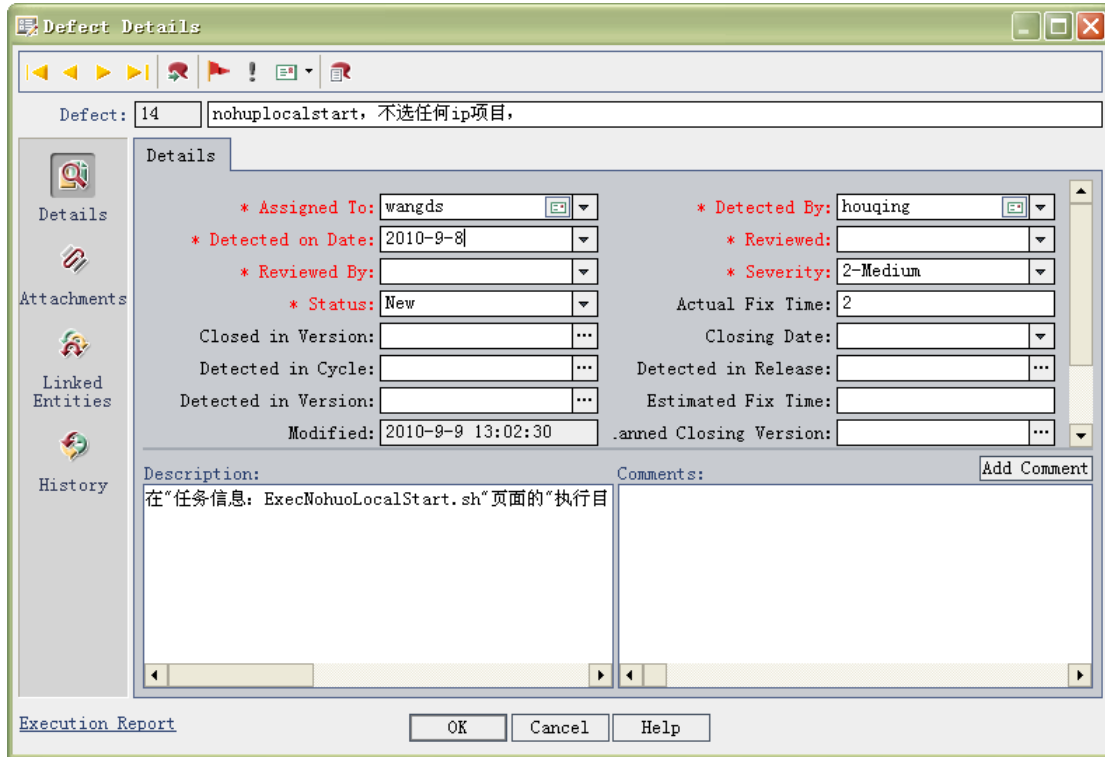 Defect Details
Defect: 14 nohuplocalstart，不选任何ip项目，
Details
Details
Attachments
Linked
Entities
History
* Assigned To: wangds
* Detected By: houqing
* Detected on Date: 2010-9-8
* Reviewed:
* Reviewed By:
* Severity: 2-Medium
* Status: New
Actual Fix Time: 2
Closed in Version:
Closing Date:
Detected in Cycle:
Detected in Release:
Detected in Version:
Estimated Fix Time:
Modified: 2010-9-9 13:02:30
.anned Closing Version:
Description:
Comments:
Add Comment
在"任务信息：ExecNohuoLocalStart.sh"页面的"执行目
Execution Report
OK
Cancel
Help